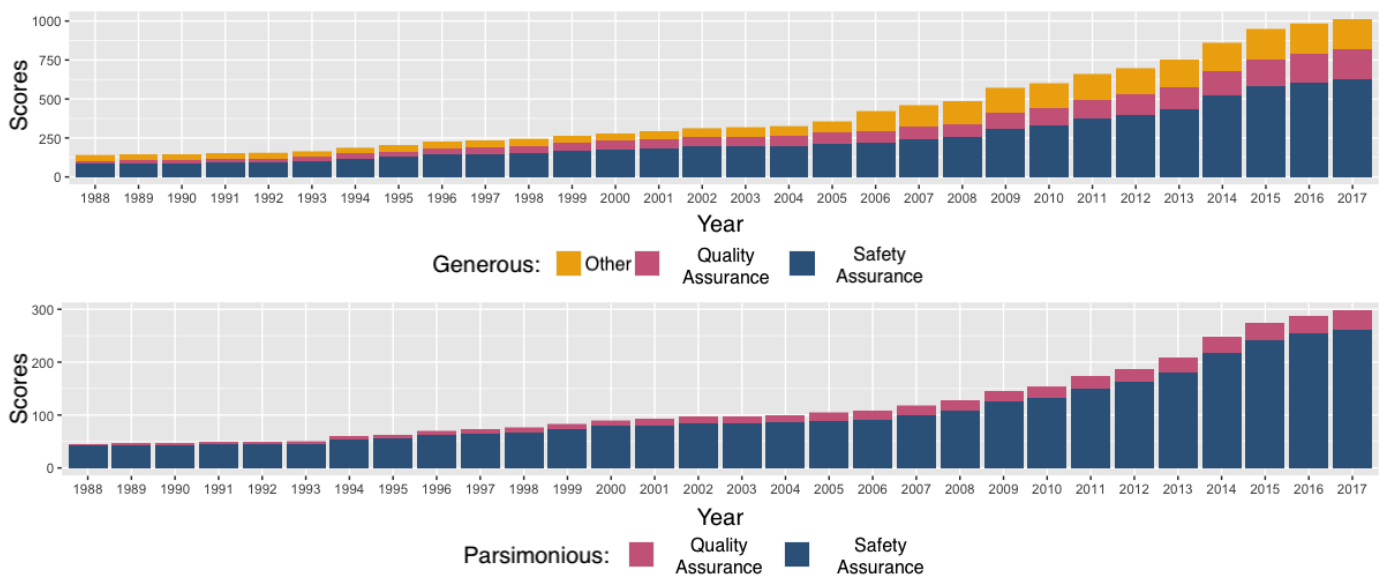 1000
750
500
250
0
Scores
1988 1989 1990 1991 1992 1993 1994 1995 1996 1997 1998 1999 2000 2001 2002 2003 2004 2005 2006 2007 2008 2009 2010 2011 2012 2013 2014 2015 2016 2017
Year
Generous: Other Quality Assurance Safety Assurance
300
200
100
0
Scores
1988 1989 1990 1991 1992 1993 1994 1995 1996 1997 1998 1999 2000 2001 2002 2003 2004 2005 2006 2007 2008 2009 2010 2011 2012 2013 2014 2015 2016 2017
Year
Parsimonious: Quality Assurance Safety Assurance